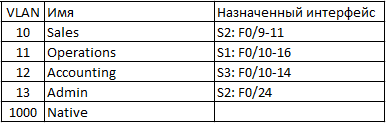 VLAN Имя Назначенный интерфейс
10 Sales S2: F0/9-11
11 Operations S1: F0/10-16
12 Accounting S3: F0/10-14
13 Admin S2: F0/24
1000 Native